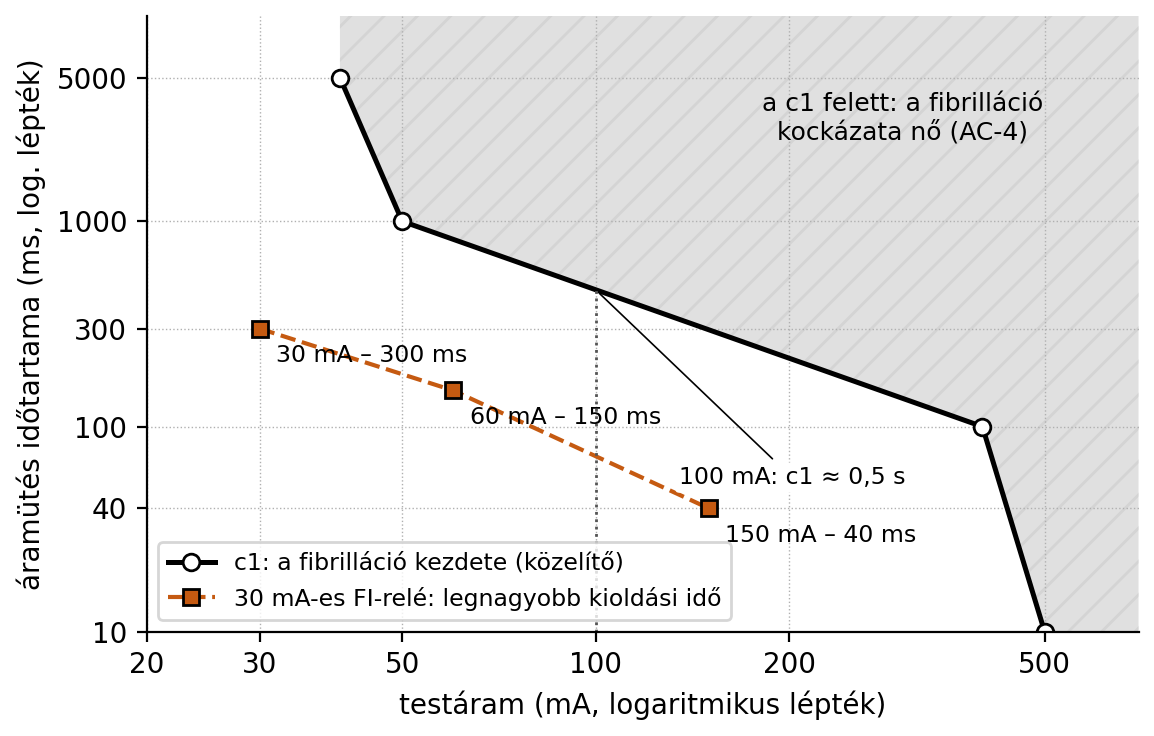 áramütés időtartama (ms, log. lépték)
5000
1000
300
100
40
10
a c1 felett: a fibrilláció
kockázata nő (AC-4)
30 mA – 300 ms
60 mA – 150 ms
100 mA: c1 ≈ 0,5 s
150 mA – 40 ms
c1: a fibrilláció kezdete (közelítő)
30 mA-es FI-relé: legnagyobb kioldási idő
20
30
50
100
200
500
testáram (mA, logaritmikus lépték)